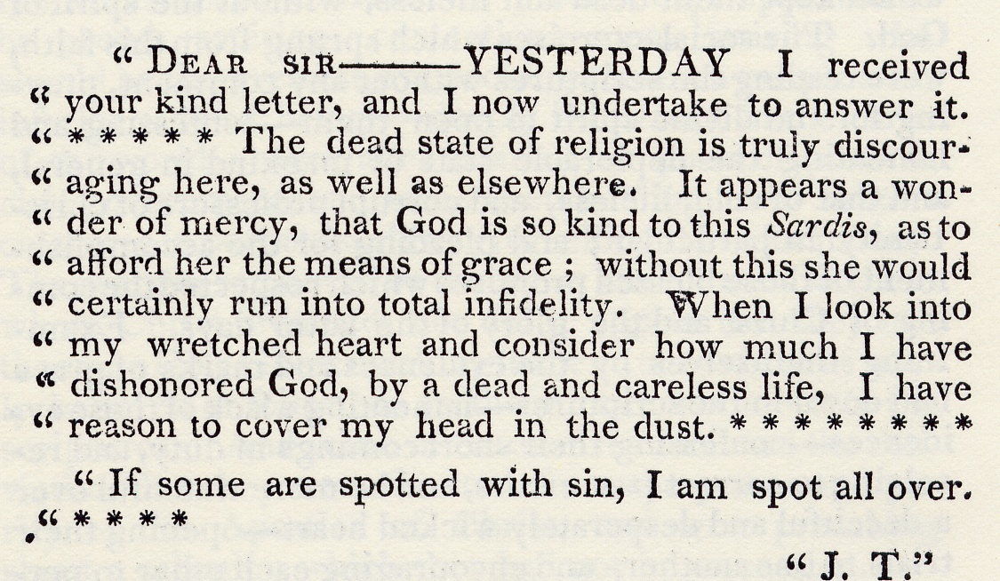 “ DEAR SIR———YESTERDAY I received
“ your kind letter, and I now undertake to answer it.
“ * * * * * The dead state of religion is truly discour-
“ aging here, as well as elsewhere. It appears a won-
“ der of mercy, that God is so kind to this Sardis, as to
“ afford her the means of grace ; without this she would
“ certainly run into total infidelity. When I look into
“ my wretched heart and consider how much I have
“ dishonored God, by a dead and careless life, I have
“ reason to cover my head in the dust. * * * * * * * *
“ If some are spotted with sin, I am spot all over.
.“ * * * *
“ J. T.”